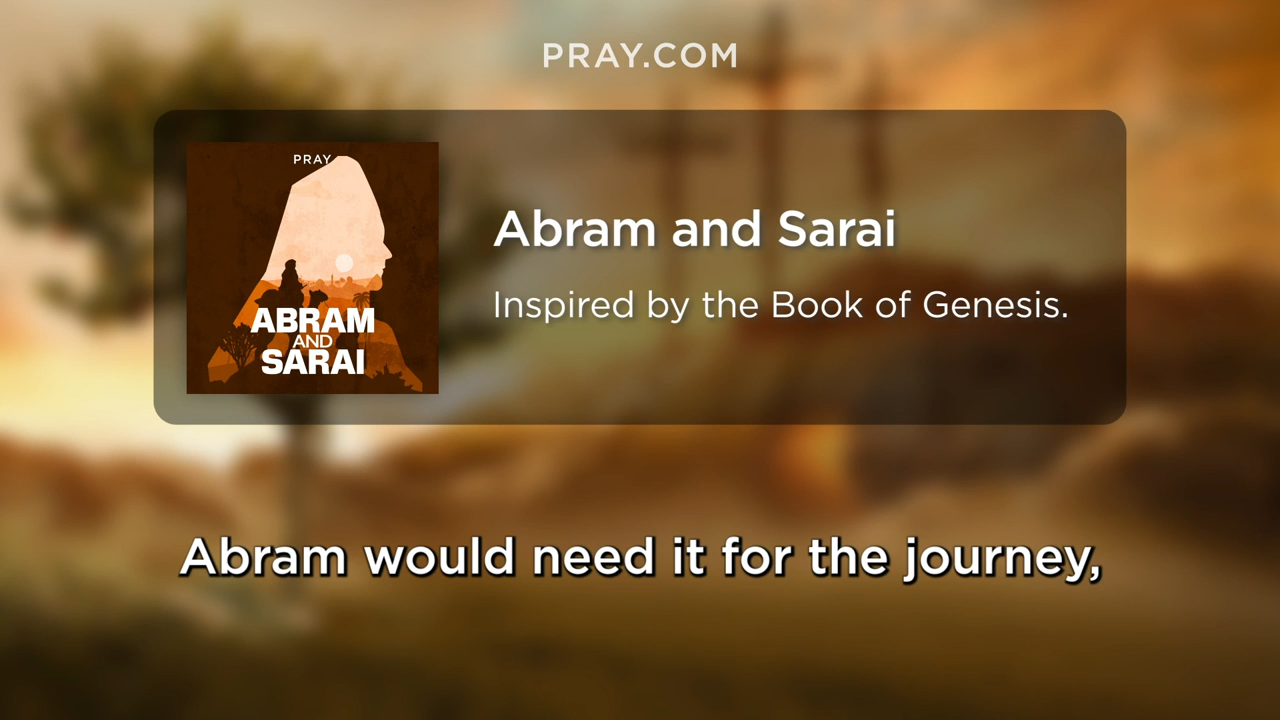 PRAY.COM
PRAY
ABRAM
AND
SARAI
Abram and Sarai
Inspired by the Book of Genesis.
Abram would need it for the journey,